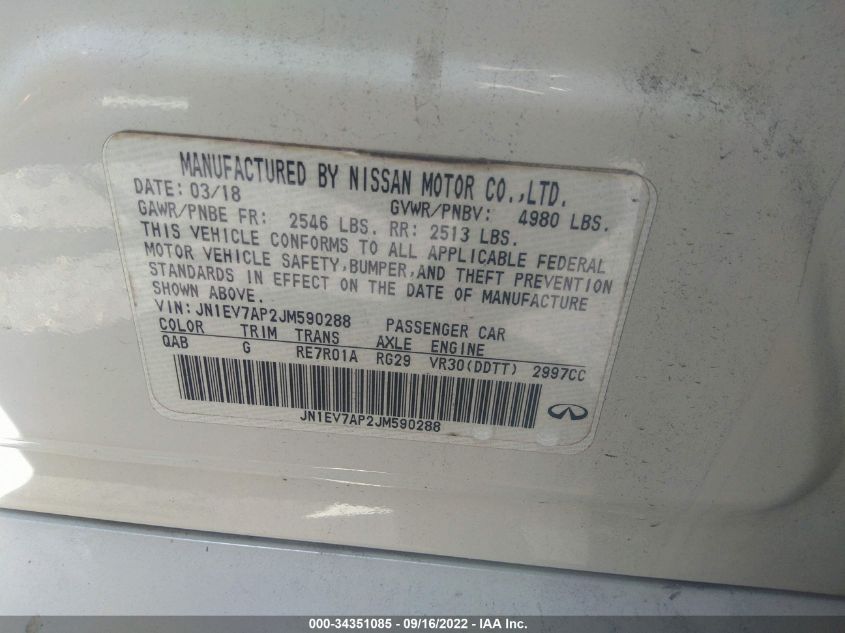 MANUFACTURED BY NISSAN MOTOR CO.,LTD.
DATE: 03/18 GVWR/PNBV: 4980 LBS.
GAWR/PNBE FR: 2546 LBS. RR: 2513 LBS.
THIS VEHICLE CONFORMS TO ALL APPLICABLE FEDERAL
MOTOR VEHICLE SAFETY,BUMPER,AND THEFT PREVENTION
STANDARDS IN EFFECT ON THE DATE OF MANUFACTURE
SHOWN ABOVE.
VIN: JN1EV7AP2JM590288 PASSENGER CAR
COLOR TRIM TRANS AXLE ENGINE
QAB G RE7R01A RG29 VR30(DDTT) 2997CC
JN1EV7AP2JM590288
000-34351085 - 09/16/2022 - IAA Inc.